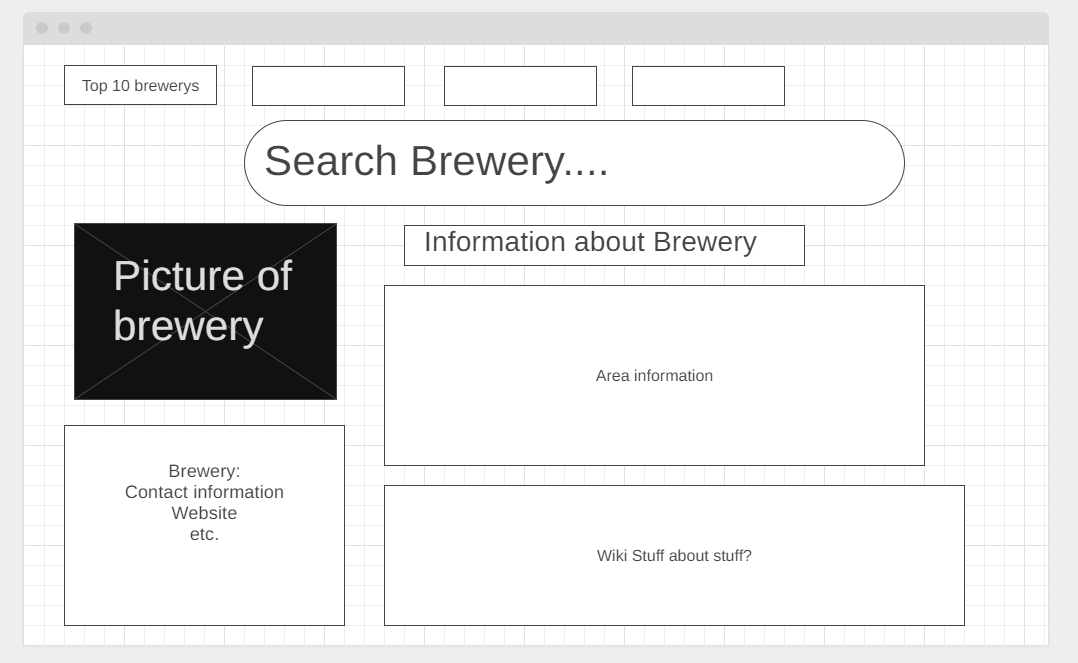 Top 10 brewerys
Search Brewery....
Picture of
brewery
Information about Brewery
Area information
Brewery:
Contact information
Website
etc.
Wiki Stuff about stuff?